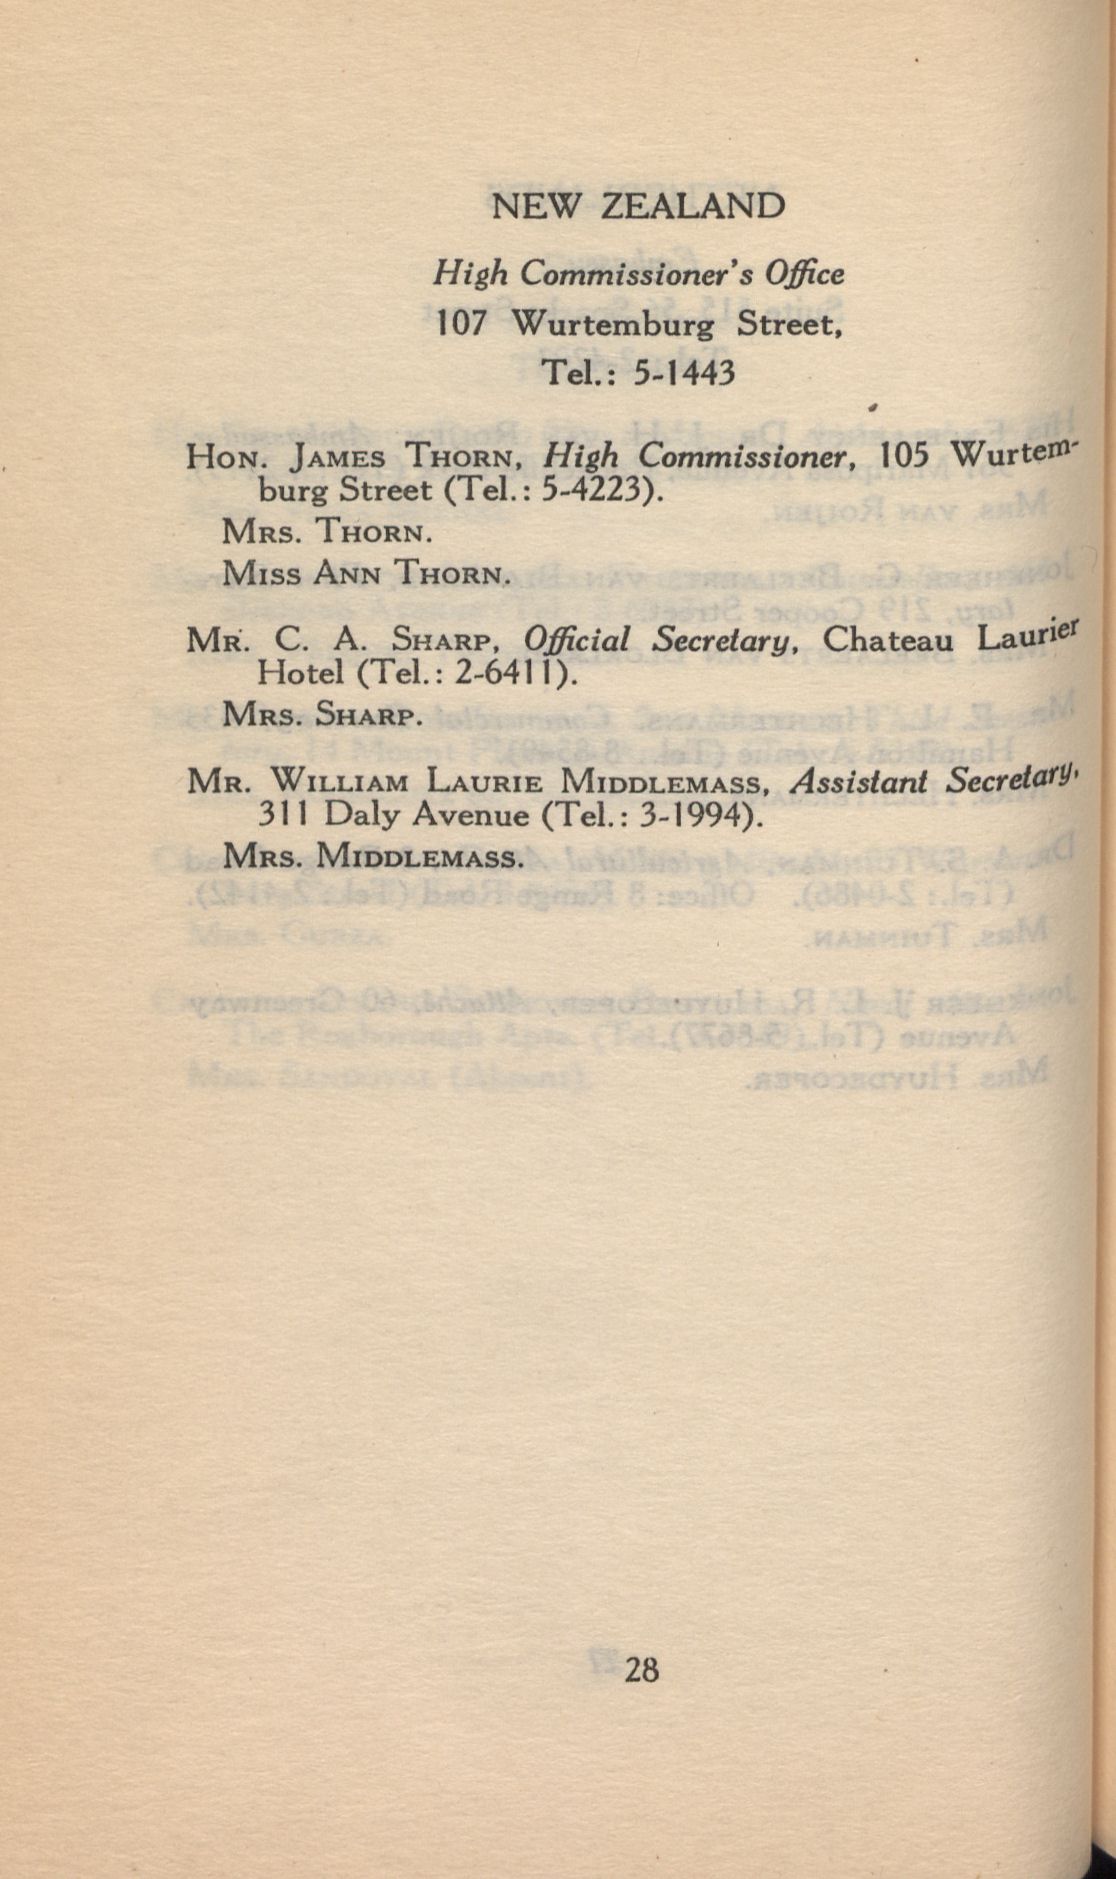 NEW ZEALAND
High Commissioner's Office
107 Wurtemburg Street,
Tel.: 5-1443
HON. JAMES THORN, High Commissioner, 105 Wurtem-
burg Street (Tel.: 5-4223).
MRS. THORN.
MISS ANN THORN.
MR. C. A. SHARP, Official Secretary, Chateau Laurier
Hotel (Tel.: 2-6411).
MRS. SHARP.
MR. WILLIAM LAURIE MIDDLEMASS, Assistant Secretary,
311 Daly Avenue (Tel.: 3-1994).
MRS. MIDDLEMASS.
28